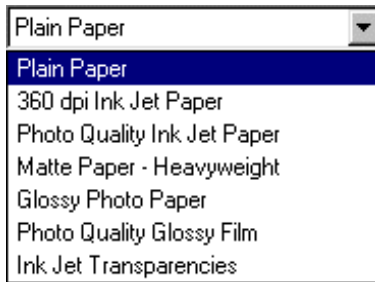 Plain Paper
Plain Paper
360 dpi Ink Jet Paper
Photo Quality Ink Jet Paper
Matte Paper - Heavyweight
Glossy Photo Paper
Photo Quality Glossy Film
Ink Jet Transparencies